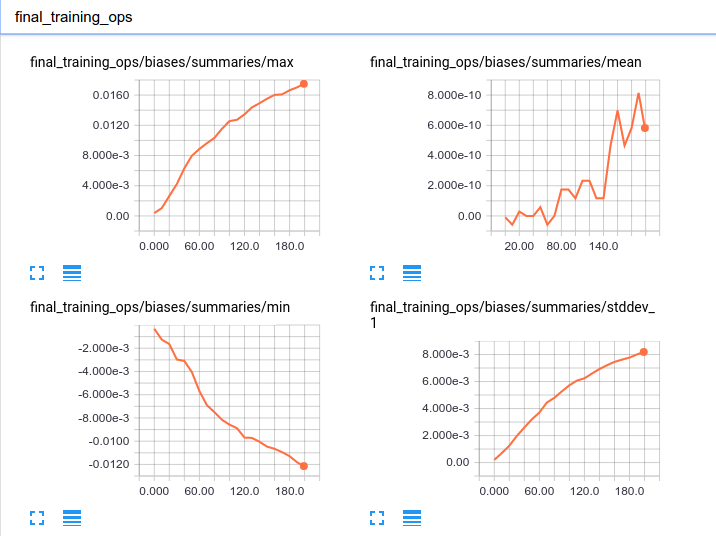 final_training_ops
final_training_ops/biases/summaries/max
0.0160
0.0120
8.000e-3
4.000e-3
0.00
0.000 60.00 120.0 180.0
final_training_ops/biases/summaries/mean
8.000e-10
6.000e-10
4.000e-10
2.000e-10
0.00
20.00 80.00 140.0
final_training_ops/biases/summaries/min
-2.000e-3
-4.000e-3
-6.000e-3
-8.000e-3
-0.0100
-0.0120
0.000 60.00 120.0 180.0
final_training_ops/biases/summaries/stddev_
1
8.000e-3
6.000e-3
4.000e-3
2.000e-3
0.00
0.000 60.00 120.0 180.0